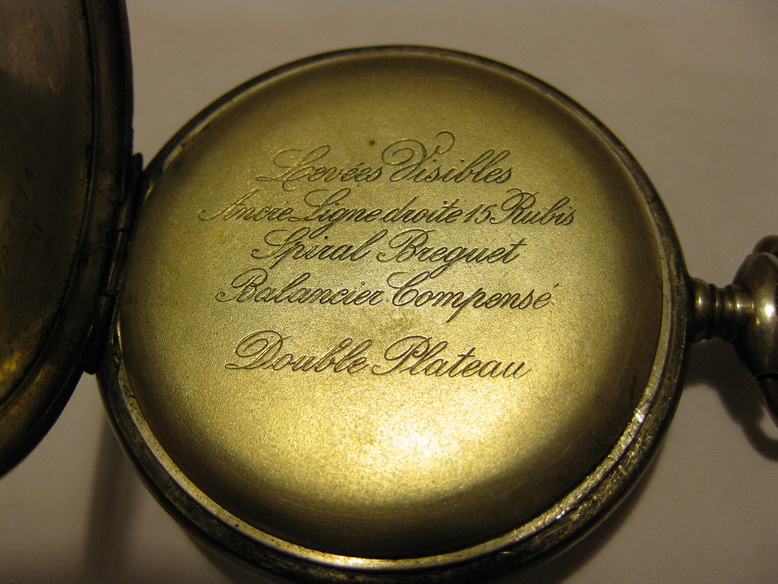 Levées Visibles
Ancre Ligne droite 15 Rubis
Spiral Breguet
Balancier Compensé
Double Plateau